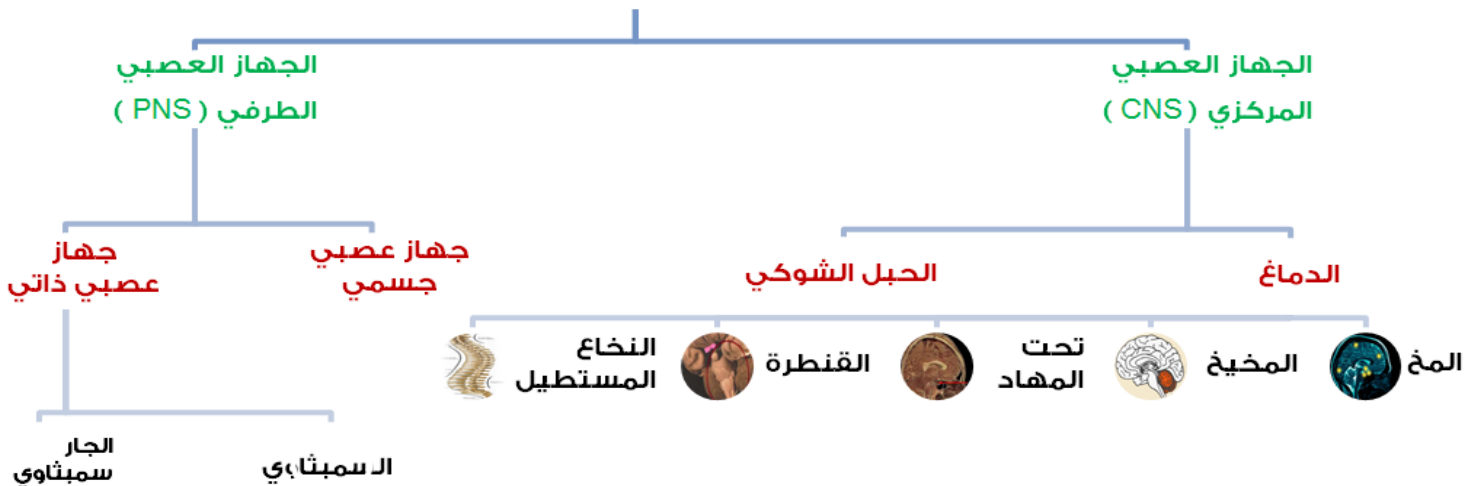 الجهاز العصبي
المركزي ( CNS )
الجهاز العصبي
الطرفي ( PNS )
الدماغ
الحبل الشوكي
جهاز عصبي
جسمي
جهاز
عصبي ذاتي
المخ
المخيخ
تحت
المهاد
القنطرة
النخاع
المستطيل
السمبثاوي
الجار
سمبثاوي